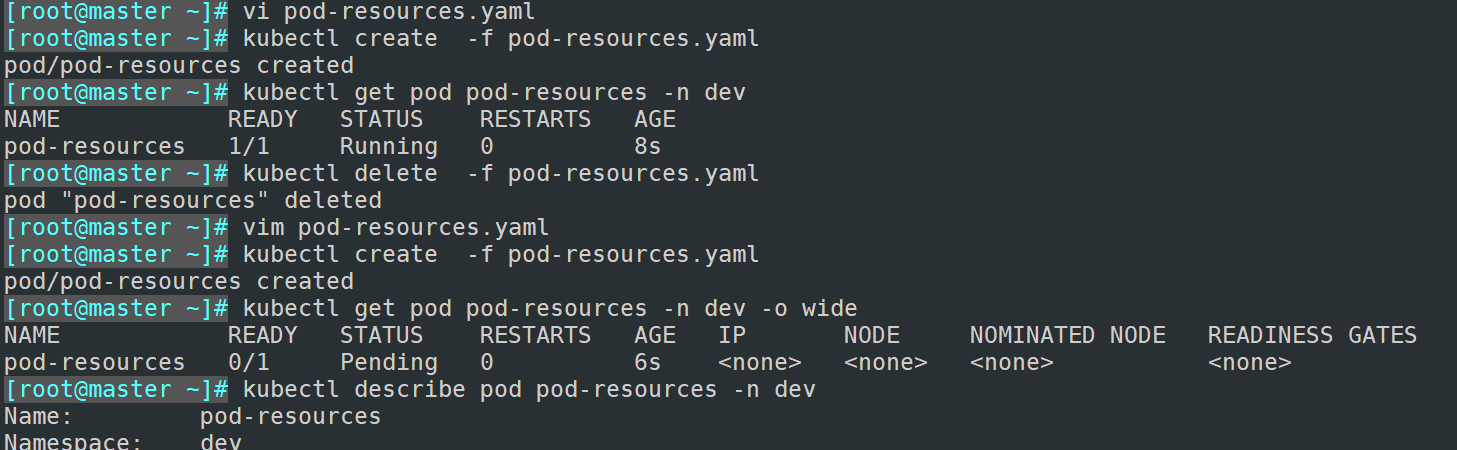 [root@master ~]# vi pod-resources.yaml
[root@master ~]# kubectl create  -f pod-resources.yaml
pod/pod-resources created
[root@master ~]# kubectl get pod pod-resources -n dev
NAME            READY   STATUS    RESTARTS   AGE
pod-resources   1/1     Running   0          8s
[root@master ~]# kubectl delete  -f pod-resources.yaml
pod "pod-resources" deleted
[root@master ~]# vim pod-resources.yaml
[root@master ~]# kubectl create  -f pod-resources.yaml
pod/pod-resources created
[root@master ~]# kubectl get pod pod-resources -n dev -o wide
NAME            READY   STATUS    RESTARTS   AGE   IP       NODE     NOMINATED NODE   READINESS GATES
pod-resources   0/1     Pending   0          6s    <none>   <none>   <none>           <none>
[root@master ~]# kubectl describe pod pod-resources -n dev
Name:         pod-resources
Namespace:    dev